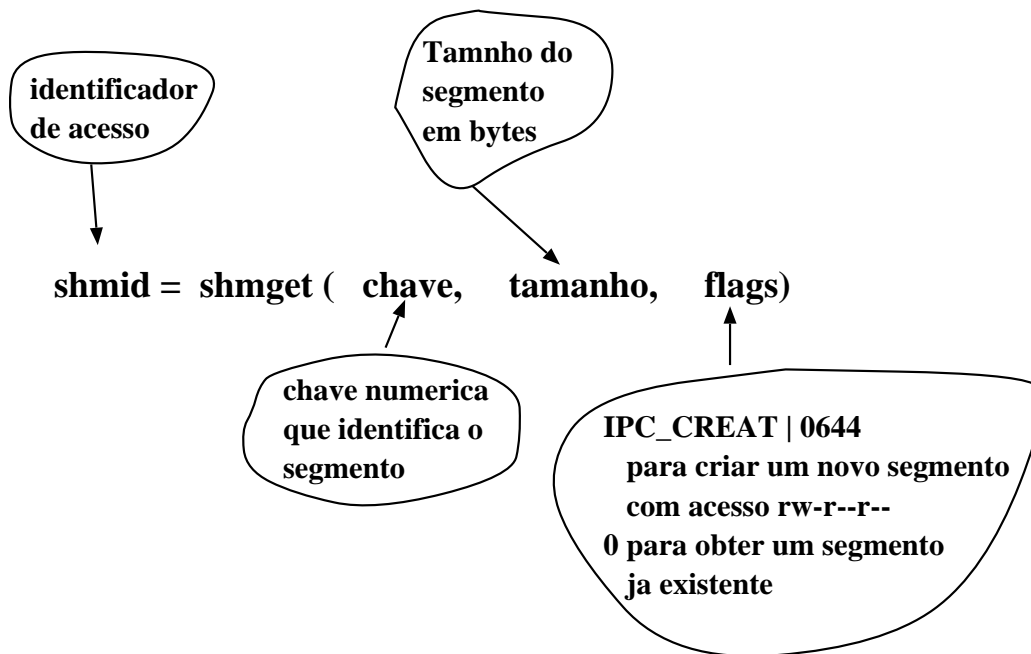 identificador
de acesso
Tamnho do
segmento
em bytes
shmid = shmget ( chave, tamanho, flags)
chave numerica
que identifica o
segmento
IPC_CREAT | 0644
para criar um novo segmento
com acesso rw-r--r--
0 para obter um segmento
ja existente